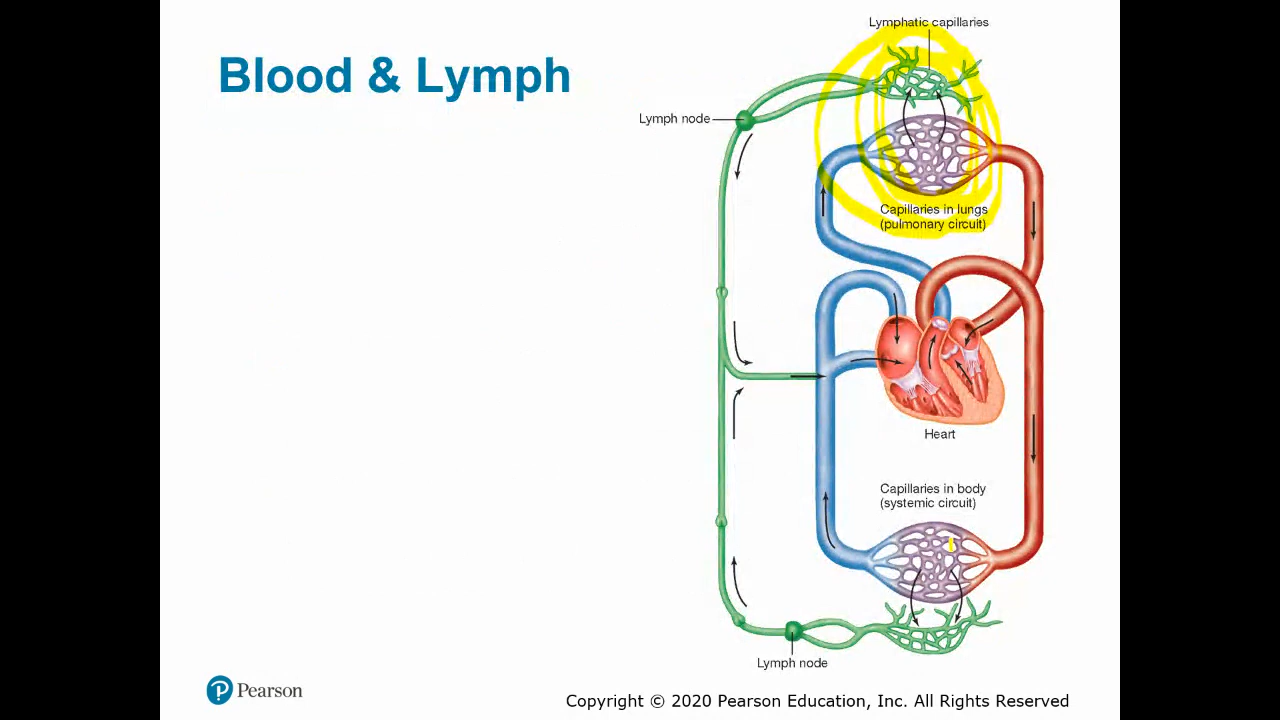 Blood & Lymph
Lymphatic capillaries
Lymph node
Capillaries in lungs
(pulmonary circuit)
Heart
Capillaries in body
(systemic circuit)
Lymph node
Pearson
Copyright © 2020 Pearson Education, Inc. All Rights Reserved